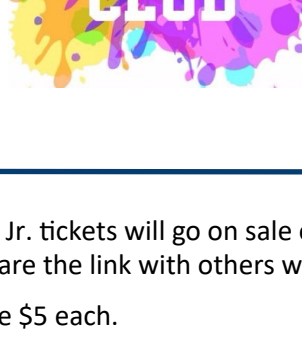 CLUB
Jr. tickets will go on sale
are the link with others
$5 each.